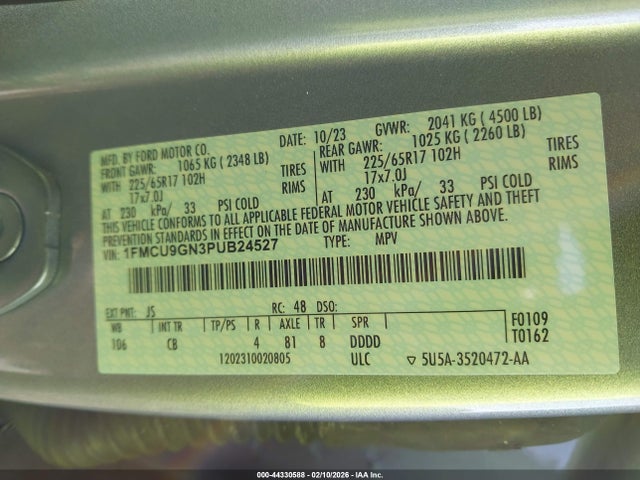 MFD. BY FORD MOTOR CO.
DATE: 10/23 GVWR: 2041 KG ( 4500 LB)
FRONT GAWR: 1065 KG ( 2348 LB) REAR GAWR: 1025 KG ( 2260 LB)
WITH 225/65R17 102H TIRES WITH 225/65R17 102H TIRES
17x7.0J RIMS 17x7.0J RIMS
AT 230 kPa/ 33 PSI COLD AT 230 kPa/ 33 PSI COLD
THIS VEHICLE CONFORMS TO ALL APPLICABLE FEDERAL MOTOR VEHICLE SAFETY AND THEFT
PREVENTION STANDARDS IN EFFECT ON THE DATE OF MANUFACTURE SHOWN ABOVE.
VIN: 1FMCU9GN3PUB24527 TYPE: MPV
EXT PNT: JS RC: 48 DSO:
WB INT TR TP/PS R AXLE TR SPR F0109
106 CB 4 81 8 DDDD T0162
1202310020805 ULC ▽ 5U5A-3520472-AA
000-44330588 - 02/10/2026 - Copart Auctions